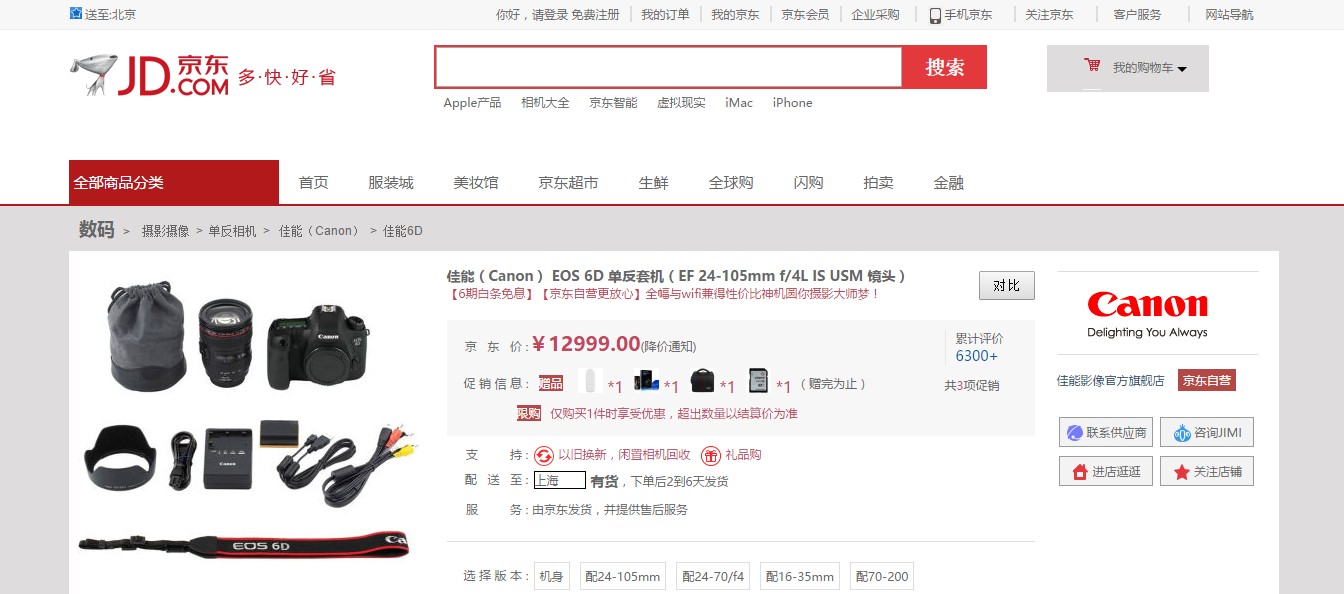 送至:北京
你好，请登录 免费注册 我的订单 我的京东 京东会员 企业采购 手机京东 关注京东 客户服务 网站导航
JD.COM 京东
多·快·好·省
搜索
我的购物车
Apple产品 相机大全 京东智能 虚拟现实 iMac iPhone
全部商品分类 首页 服装城 美妆馆 京东超市 生鲜 全球购 闪购 拍卖 金融
数码 > 摄影摄像 > 单反相机 > 佳能（Canon） > 佳能6D
佳能（Canon） EOS 6D 单反套机（EF 24-105mm f/4L IS USM 镜头）
【6期白条免息】【京东自营更放心】全幅与wifi兼得性价比神机圆你摄影大师梦！
对比
京 东 价: ¥12999.00(降价通知)
累计评价
6300+
促销信息: 赠品 *1 *1 *1 *1 （赠完为止）
共3项促销
限购 仅购买1件时享受优惠，超出数量以结算价为准
支 持: 以旧换新，闲置相机回收 礼品购
配 送 至: 上海 有货，下单后2到6天发货
服 务: 由京东发货，并提供售后服务
选择版本: 机身 配24-105mm 配24-70/f4 配16-35mm 配70-200
Canon
Delighting You Always
佳能影像官方旗舰店 京东自营
联系供应商 咨询JIMI
进店逛逛 关注店铺
Canon
Canon
EOS 6D Ca